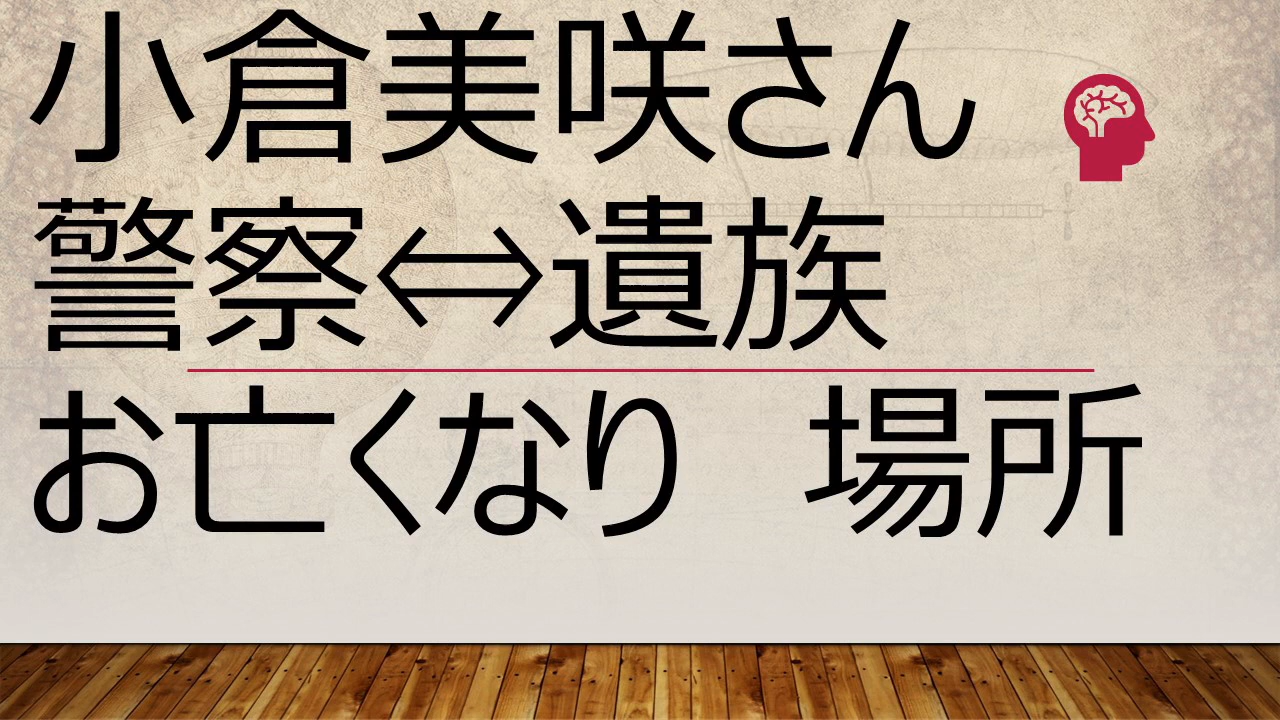 小倉美咲さん
警察⇔遺族
お亡くなり　場所